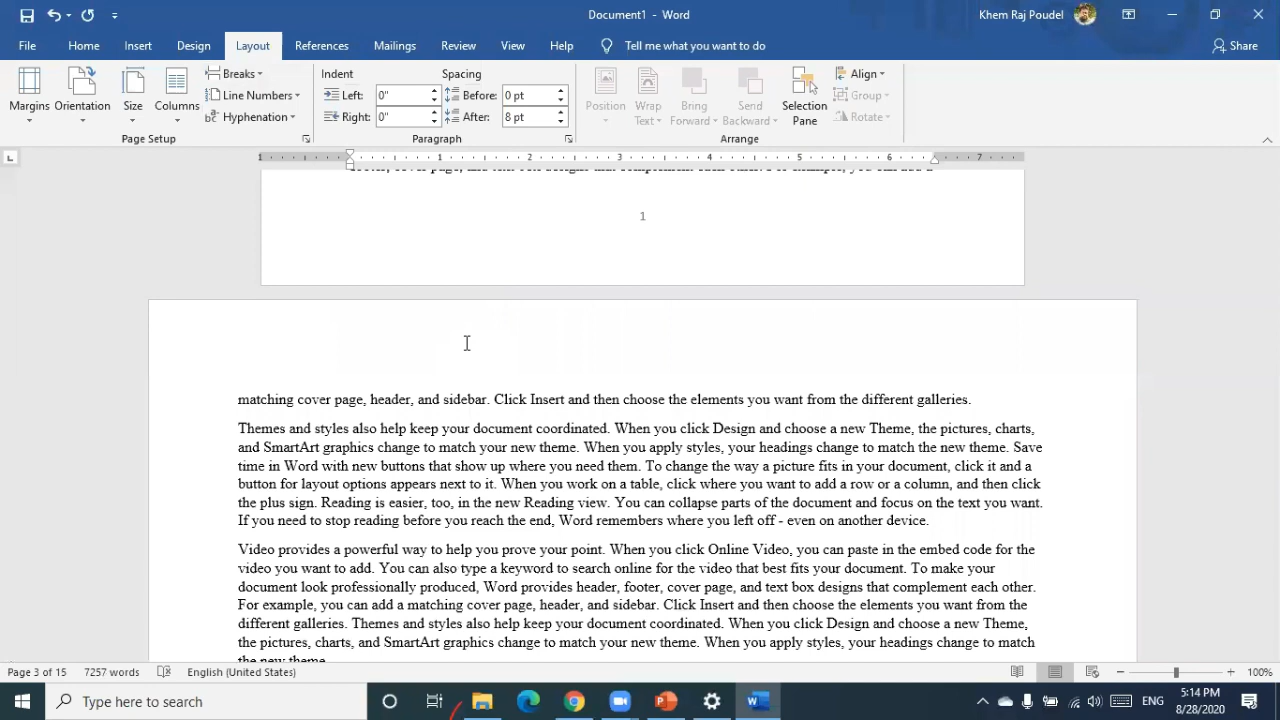 Document1 - Word
Khem Raj Poudel
File Home Insert Design Layout References Mailings Review View Help Tell me what you want to do Share
Margins
Orientation
Size
Columns
Breaks
Line Numbers
Hyphenation
Page Setup
Indent
Left: 0"
Right: 0"
Spacing
Before: 0 pt
After: 8 pt
Paragraph
Position
Wrap
Text
Bring
Forward
Send
Backward
Selection
Pane
Align
Group
Rotate
Arrange
1 1 2 3 4 5 6 7
1
matching cover page, header, and sidebar. Click Insert and then choose the elements you want from the different galleries.
Themes and styles also help keep your document coordinated. When you click Design and choose a new Theme, the pictures, charts,
and SmartArt graphics change to match your new theme. When you apply styles, your headings change to match the new theme. Save
time in Word with new buttons that show up where you need them. To change the way a picture fits in your document, click it and a
button for layout options appears next to it. When you work on a table, click where you want to add a row or a column, and then click
the plus sign. Reading is easier, too, in the new Reading view. You can collapse parts of the document and focus on the text you want.
If you need to stop reading before you reach the end, Word remembers where you left off - even on another device.
Video provides a powerful way to help you prove your point. When you click Online Video, you can paste in the embed code for the
video you want to add. You can also type a keyword to search online for the video that best fits your document. To make your
document look professionally produced, Word provides header, footer, cover page, and text box designs that complement each other.
For example, you can add a matching cover page, header, and sidebar. Click Insert and then choose the elements you want from the
different galleries. Themes and styles also help keep your document coordinated. When you click Design and choose a new Theme,
the pictures, charts, and SmartArt graphics change to match your new theme. When you apply styles, your headings change to match
the new theme.
Page 3 of 15 7257 words English (United States) 100%
Type here to search
ENG
5:14 PM
8/28/2020